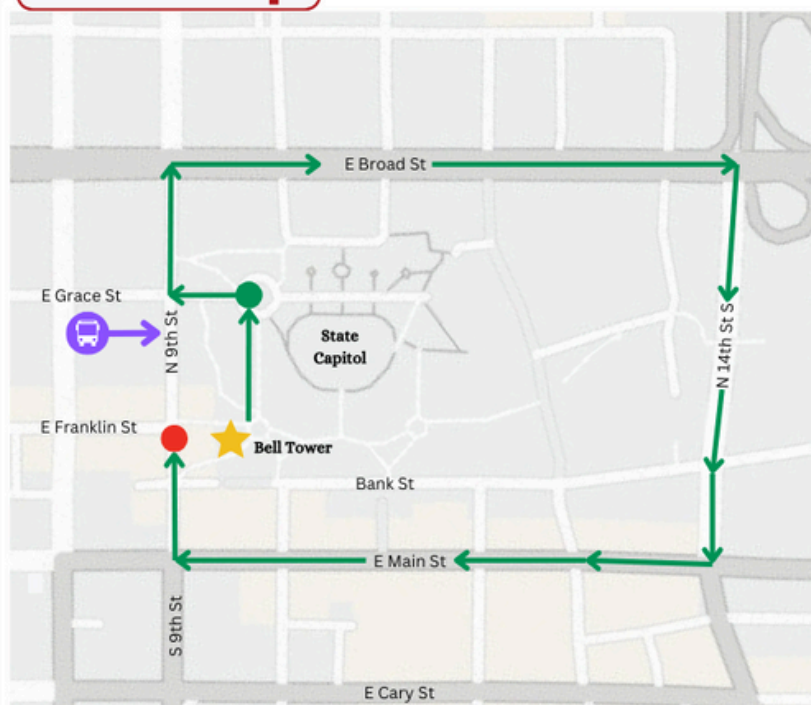 E Broad St
E Grace St
N 9th St
State
Capitol
N 14th St S
E Franklin St
Bell Tower
Bank St
E Main St
S 9th St
E Cary St